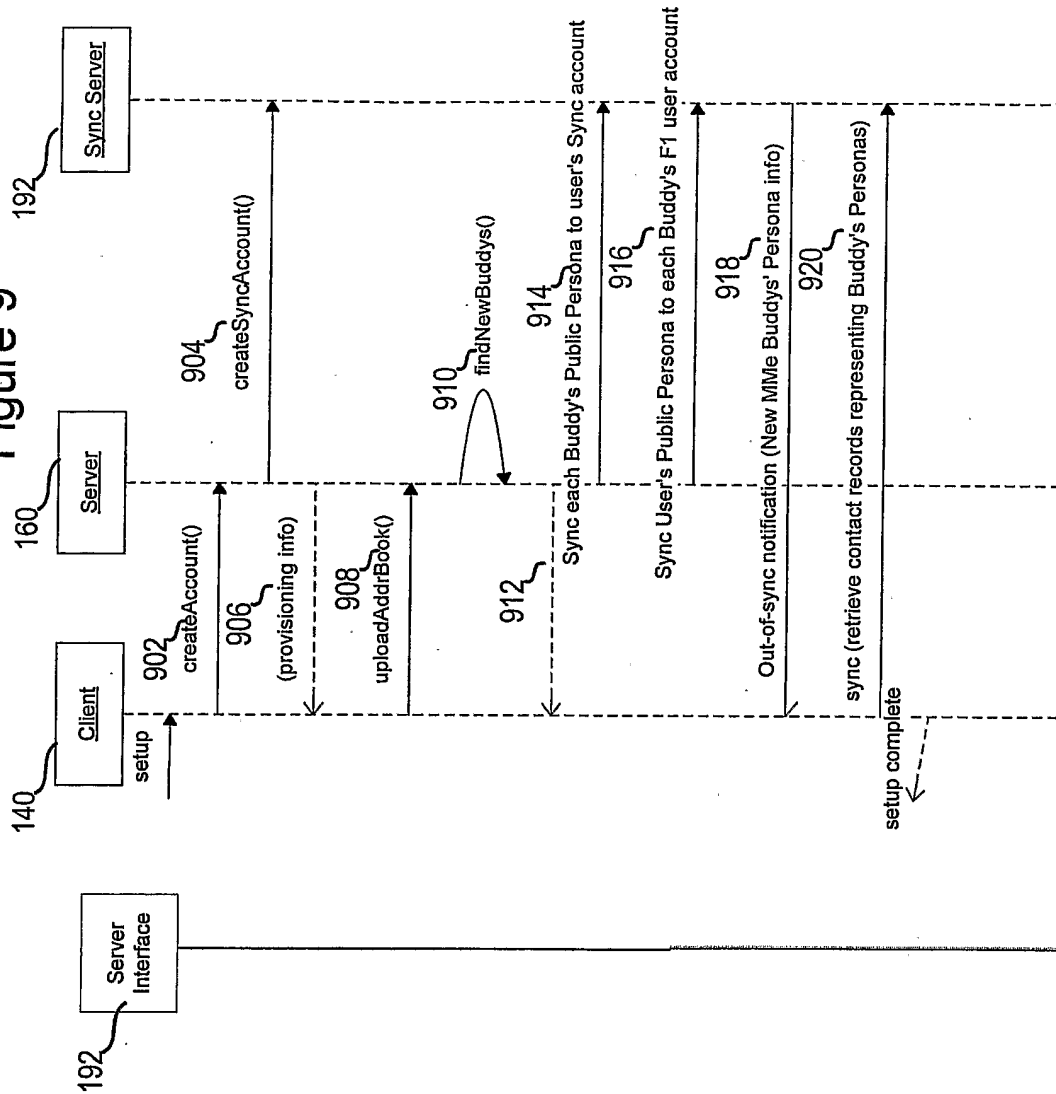 Figure 9
192
Server
Interface
140
Client
160
Server
192
Sync Server
setup
902
createAccount()
904
createSyncAccount()
906
(provisioning info)
908
uploadAddrBook()
910
findNewBuddys()
912
914
Sync each Buddy's Public Persona to user's Sync account
916
Sync User's Public Persona to each Buddy's F1 user account
918
Out-of-sync notification (New MMe Buddys' Persona info)
920
sync (retrieve contact records representing Buddy's Personas)
setup complete